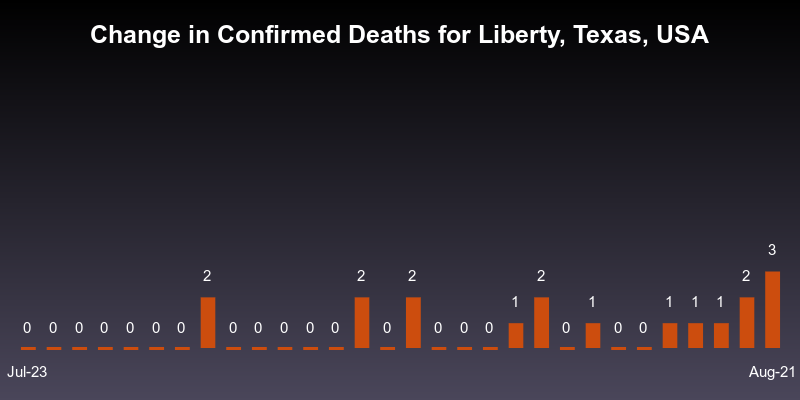 Change in Confirmed Deaths for Liberty, Texas, USA
3
2 2 2 2 2
1 1 1 1 1
0 0 0 0 0 0 0 0 0 0 0 0 0 0 0 0 0 0 0
Jul-23 Aug-21